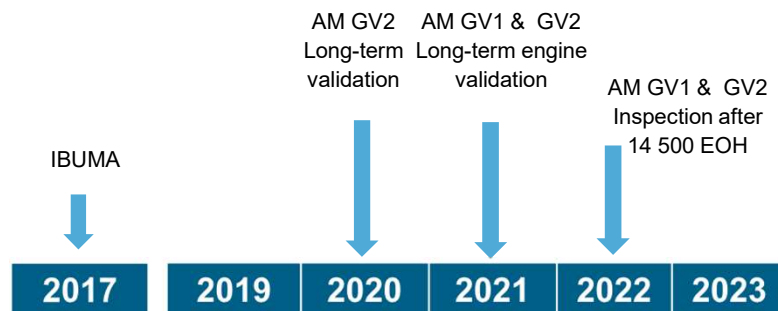 AM GV2
Long-term
validation
AM GV1 & GV2
Long-term engine
validation
AM GV1 & GV2
Inspection after
14 500 EOH
IBUMA
2017
2019
2020
2021
2022
2023